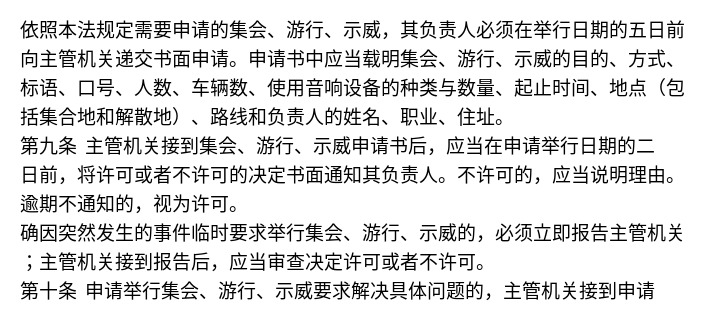 依照本法规定需要申请的集会、游行、示威，其负责人必须在举行日期的五日前
向主管机关递交书面申请。申请书中应当载明集会、游行、示威的目的、方式、
标语、口号、人数、车辆数、使用音响设备的种类与数量、起止时间、地点（包
括集合地和解散地）、路线和负责人的姓名、职业、住址。
第九条 主管机关接到集会、游行、示威申请书后，应当在申请举行日期的二
日前，将许可或者不许可的决定书面通知其负责人。不许可的，应当说明理由。
逾期不通知的，视为许可。
确因突然发生的事件临时要求举行集会、游行、示威的，必须立即报告主管机关
；主管机关接到报告后，应当审查决定许可或者不许可。
第十条 申请举行集会、游行、示威要求解决具体问题的，主管机关接到申请